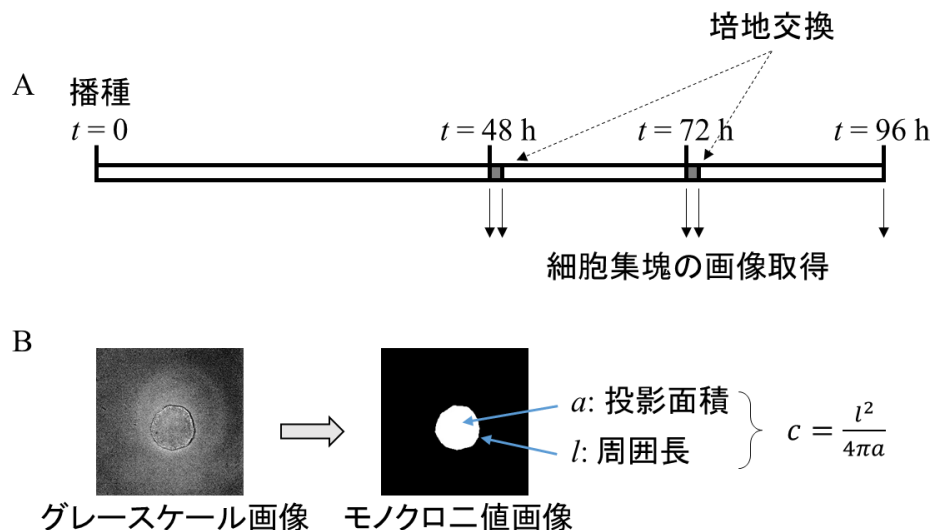 培地交換
A
播種
t = 0
t = 48 h
t = 72 h
t = 96 h
細胞集塊の画像取得
B
a: 投影面積
l: 周囲長
c = l²/4πa
グレースケール画像
モノクロ二値画像